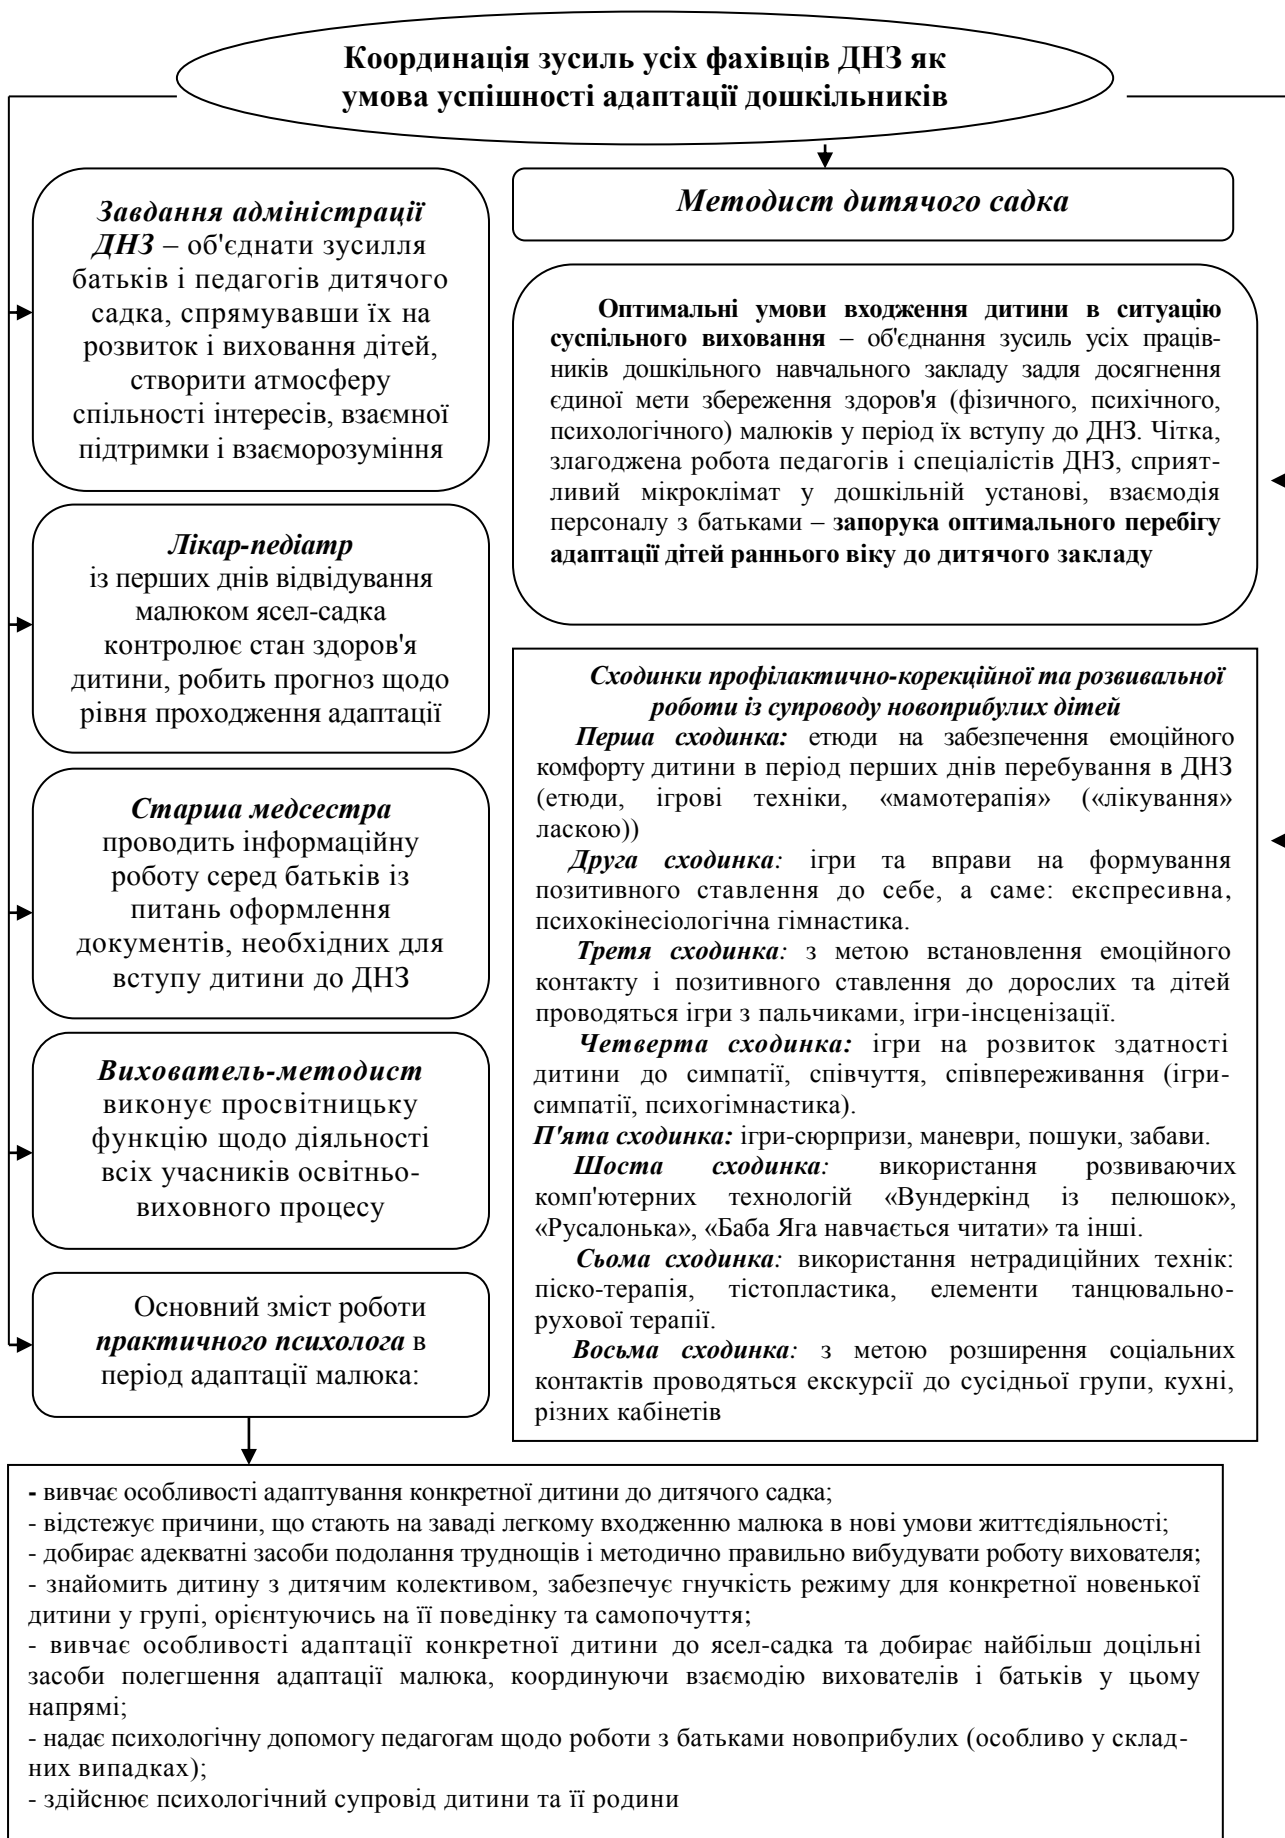 Координація зусиль усіх фахівців ДНЗ як
умова успішності адаптації дошкільників
Завдання адміністрації
ДНЗ – об'єднати зусилля
батьків і педагогів дитячого
садка, спрямувавши їх на
розвиток і виховання дітей,
створити атмосферу
спільності інтересів, взаємної
підтримки і взаєморозуміння
Лікар-педіатр
із перших днів відвідування
малюком ясел-садка
контролює стан здоров'я
дитини, робить прогноз щодо
рівня проходження адаптації
Старша медсестра
проводить інформаційну
роботу серед батьків із
питань оформлення
документів, необхідних для
вступу дитини до ДНЗ
Вихователь-методист
виконує просвітницьку
функцію щодо діяльності
всіх учасників освітньо-
виховного процесу
Основний зміст роботи
практичного психолога в
період адаптації малюка:
Методист дитячого садка
Оптимальні умови входження дитини в ситуацію
суспільного виховання – об'єднання зусиль усіх праців-
ників дошкільного навчального закладу задля досягнення
єдиної мети збереження здоров'я (фізичного, психічного,
психологічного) малюків у період їх вступу до ДНЗ. Чітка,
злагоджена робота педагогів і спеціалістів ДНЗ, сприят-
ливий мікроклімат у дошкільній установі, взаємодія
персоналу з батьками – запорука оптимального перебігу
адаптації дітей раннього віку до дитячого закладу
Сходинки профілактично-корекційної та розвивальної
роботи із супроводу новоприбулих дітей
Перша сходинка: етюди на забезпечення емоційного
комфорту дитини в період перших днів перебування в ДНЗ
(етюди, ігрові техніки, «мамотерапія» («лікування»
ласкою))
Друга сходинка: ігри та вправи на формування
позитивного ставлення до себе, а саме: експресивна,
психокінесіологічна гімнастика.
Третя сходинка: з метою встановлення емоційного
контакту і позитивного ставлення до дорослих та дітей
проводяться ігри з пальчиками, ігри-інсценізації.
Четверта сходинка: ігри на розвиток здатності
дитини до симпатії, співчуття, співпереживання (ігри-
симпатії, психогімнастика).
П'ята сходинка: ігри-сюрпризи, маневри, пошуки, забави.
Шоста сходинка: використання розвиваючих
комп'ютерних технологій «Вундеркінд із пелюшок»,
«Русалонька», «Баба Яга навчається читати» та інші.
Сьома сходинка: використання нетрадиційних технік:
піско-терапія, тістопластика, елементи танцювально-
рухової терапії.
Восьма сходинка: з метою розширення соціальних
контактів проводяться екскурсії до сусідньої групи, кухні,
різних кабінетів
- вивчає особливості адаптування конкретної дитини до дитячого садка;
- відстежує причини, що стають на заваді легкому входженню малюка в нові умови життєдіяльності;
- добирає адекватні засоби подолання труднощів і методично правильно вибудувати роботу вихователя;
- знайомить дитину з дитячим колективом, забезпечує гнучкість режиму для конкретної новенької
дитини у групі, орієнтуючись на її поведінку та самопочуття;
- вивчає особливості адаптації конкретної дитини до ясел-садка та добирає найбільш доцільні
засоби полегшення адаптації малюка, координуючи взаємодію вихователів і батьків у цьому
напрямі;
- надає психологічну допомогу педагогам щодо роботи з батьками новоприбулих (особливо у склад-
них випадках);
- здійснює психологічний супровід дитини та її родини